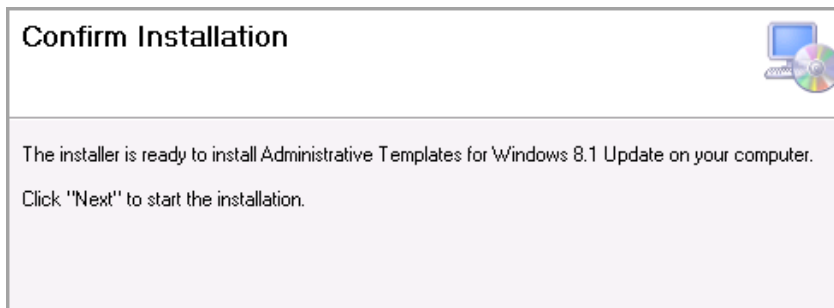 Confirm Installation
The installer is ready to install Administrative Templates for Windows 8.1 Update on your computer.
Click "Next" to start the installation.